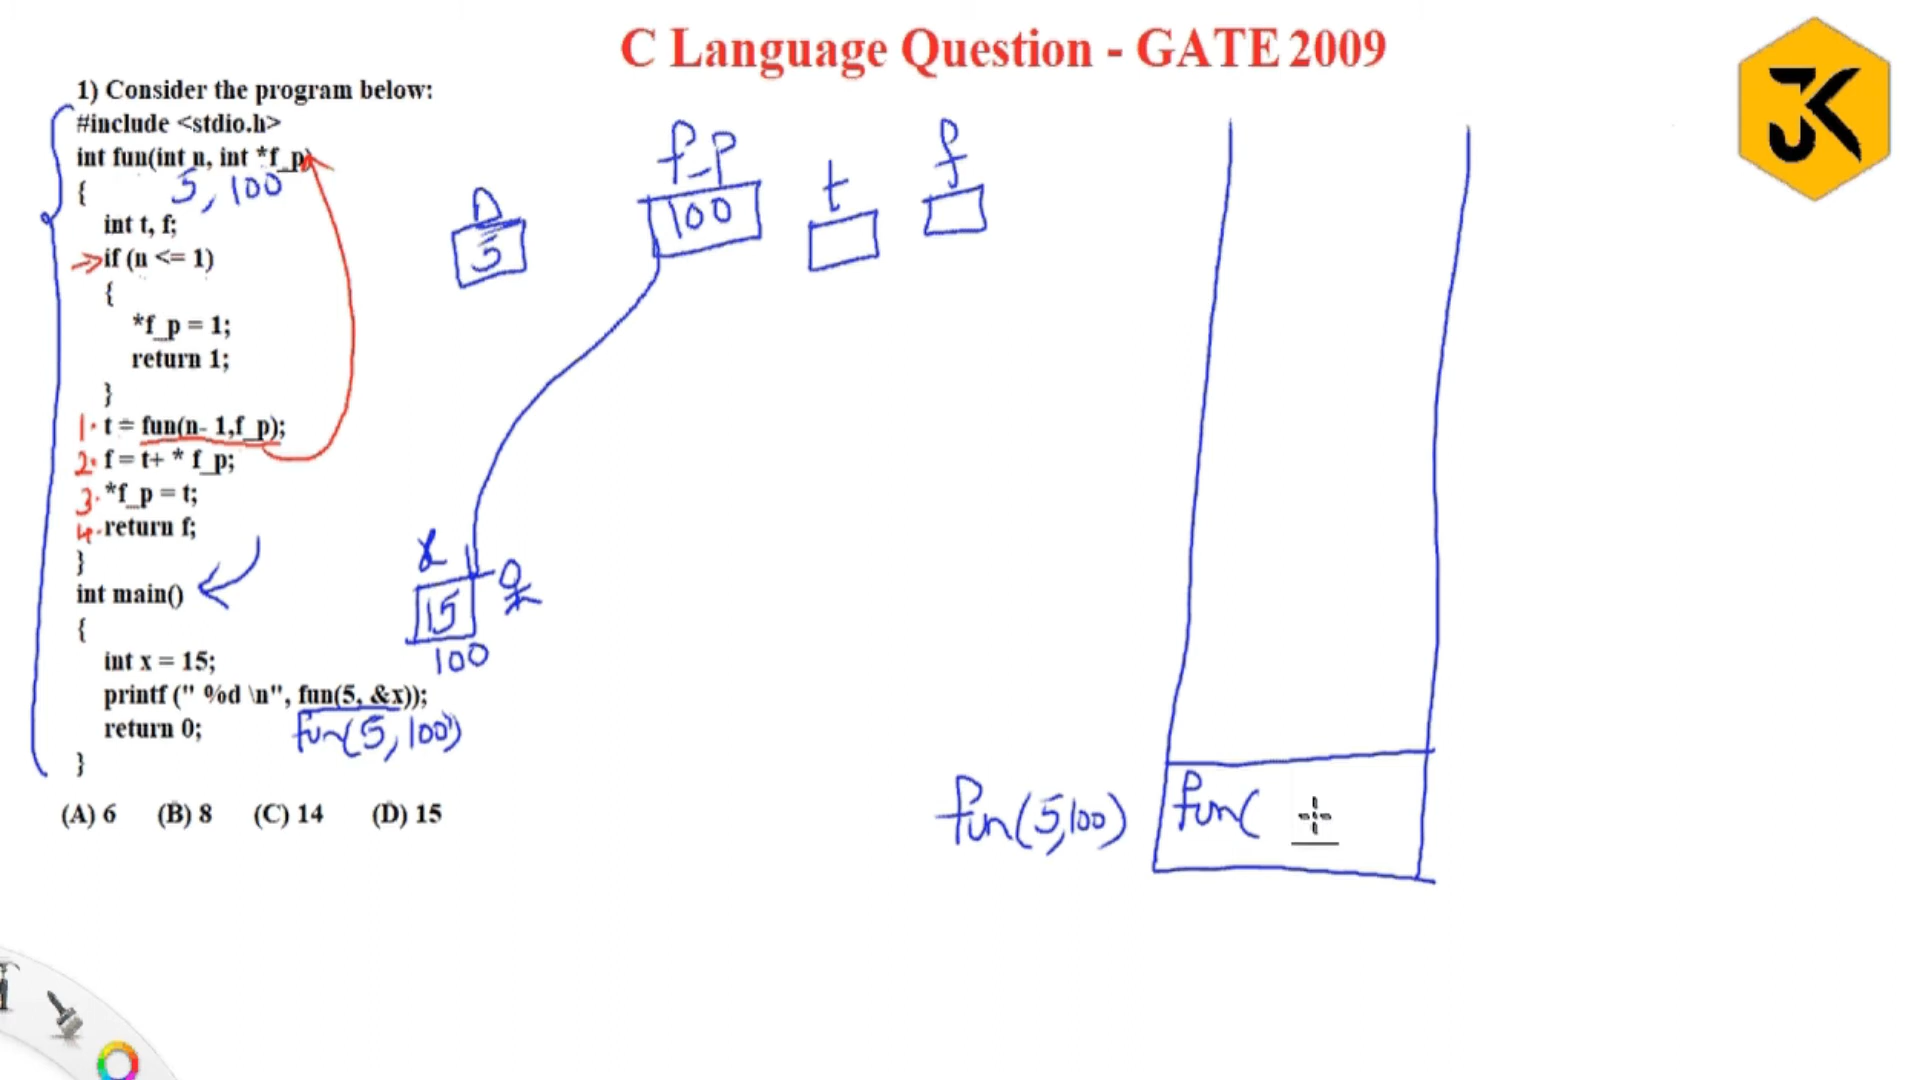 C Language Question - GATE 2009
JK
1) Consider the program below:
#include <stdio.h>
int fun(int n, int *f_p)
5, 100
{
int t, f;
if (n <= 1)
{
*f_p = 1;
return 1;
}
1. t = fun(n- 1,f_p);
2. f = t+ * f_p;
3. *f_p = t;
4. return f;
}
int main()
{
int x = 15;
printf (" %d \n", fun(5, &x));
fun(5, 100)
return 0;
}
(A) 6 (B) 8 (C) 14 (D) 15
n
5
f_p
100
t
f
x
15
100
fun(5,100)
fun(